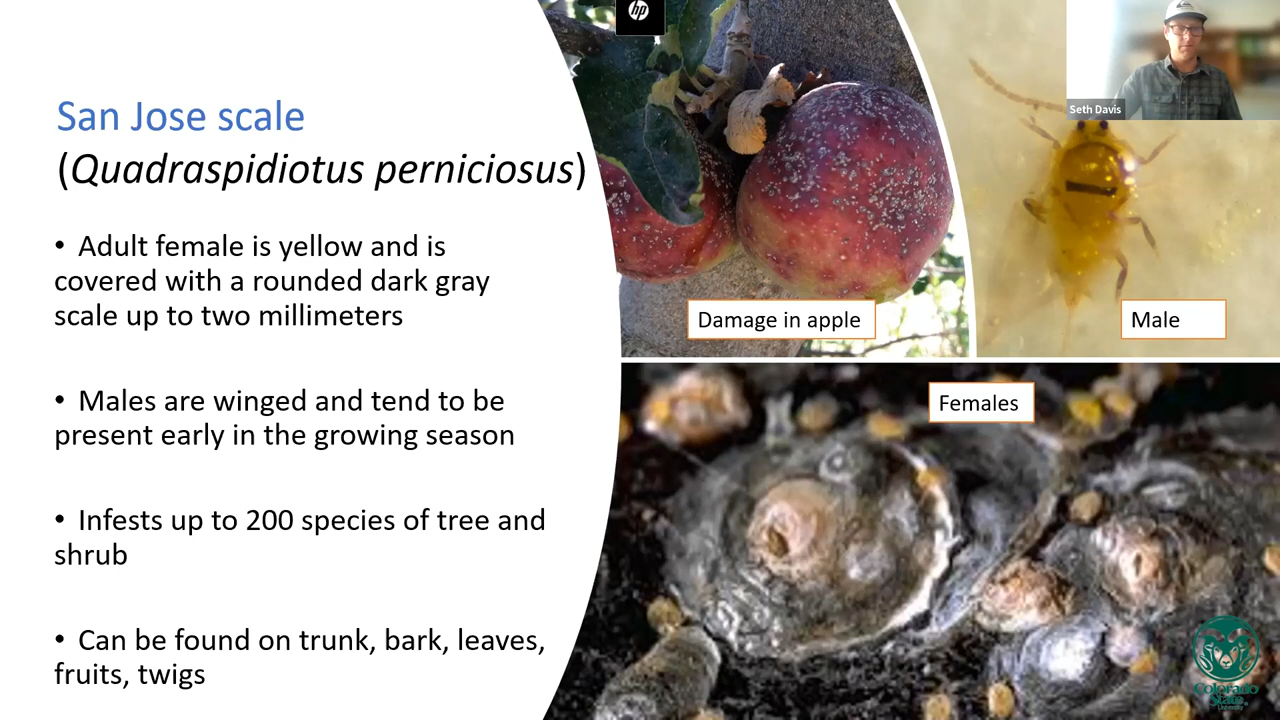 hp
Seth Davis
San Jose scale
(Quadraspidiotus perniciosus)
• Adult female is yellow and is
covered with a rounded dark gray
scale up to two millimeters
• Males are winged and tend to be
present early in the growing season
• Infests up to 200 species of tree and
shrub
• Can be found on trunk, bark, leaves,
fruits, twigs
Damage in apple
Male
Females
Colorado
State
University